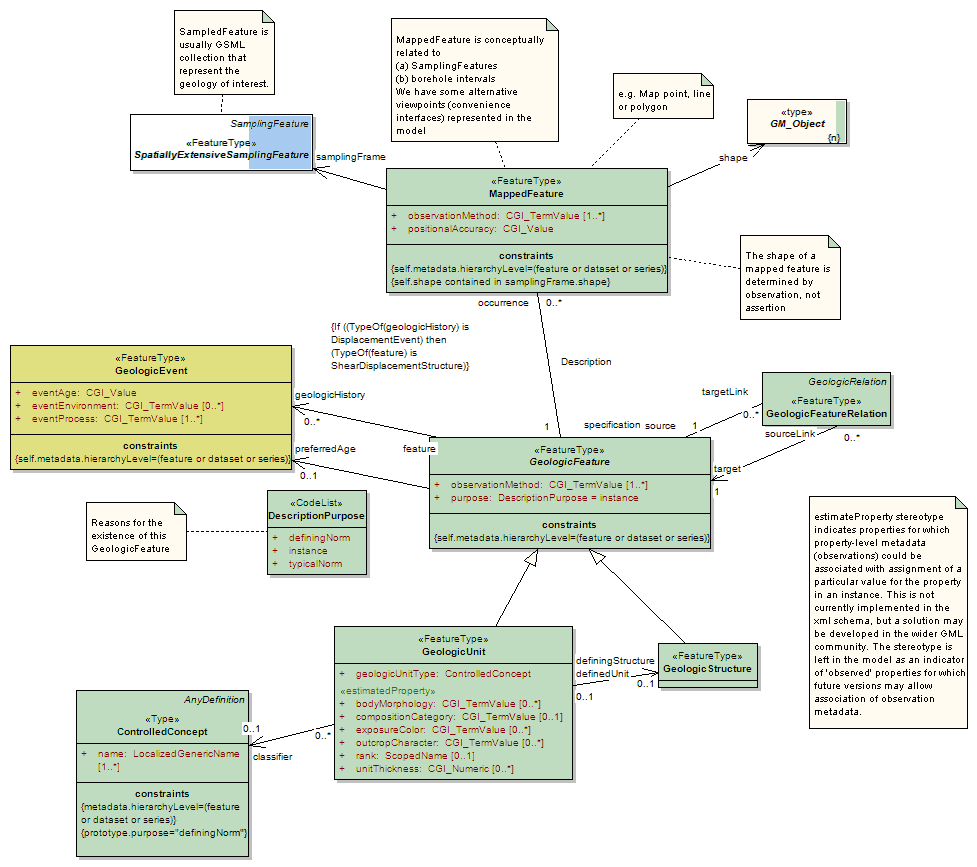 SampledFeature is
usually GSML
collection that
represent the
geology of interest.
MappedFeature is conceptually
related to
(a) SamplingFeatures
(b) borehole intervals
We have some alternative
viewpoints (convenience
interfaces) represented in the
model
e.g. Map point, line
or polygon
«type»
GM_Object
{n}
SamplingFeature
«FeatureType»
SpatiallyExtensiveSamplingFeature
samplingFrame
shape
«FeatureType»
MappedFeature
+ observationMethod: CGI_TermValue [1..*]
+ positionalAccuracy: CGI_Value
constraints
{self.metadata.hierarchyLevel=(feature or dataset or series)}
{self.shape contained in samplingFrame.shape}
The shape of a
mapped feature is
determined by
observation, not
assertion
occurrence
0..*
{If ((TypeOf(geologicHistory) is
DisplacementEvent) then
(TypeOf(feature) is
ShearDisplacementStructure)}
Description
«FeatureType»
GeologicEvent
+ eventAge: CGI_Value
+ eventEnvironment: CGI_TermValue [0..*]
+ eventProcess: CGI_TermValue [1..*]
constraints
{self.metadata.hierarchyLevel=(feature or dataset or series)}
geologicHistory
0..*
preferredAge
0..1
feature
1
specification
source
1
targetLink
0..*
GeologicRelation
«FeatureType»
GeologicFeatureRelation
sourceLink
0..*
target
1
«FeatureType»
GeologicFeature
+ observationMethod: CGI_TermValue [1..*]
+ purpose: DescriptionPurpose = instance
constraints
{self.metadata.hierarchyLevel=(feature or dataset or series)}
Reasons for the
existence of this
GeologicFeature
«CodeList»
DescriptionPurpose
+ definingNorm
+ instance
+ typicalNorm
estimateProperty stereotype
indicates properties for which
property-level metadata
(observations) could be
associated with assignment of a
particular value for the property
in an instance. This is not
currently implemented in the
xml schema, but a solution may
be developed in the wider GML
community. The stereotype is
left in the model as an indicator
of 'observed' properties for which
future versions may allow
association of observation
metadata.
«FeatureType»
GeologicUnit
+ geologicUnitType: ControlledConcept
«estimatedProperty»
+ bodyMorphology: CGI_TermValue [0..*]
+ compositionCategory: CGI_TermValue [0..1]
+ exposureColor: CGI_TermValue [0..*]
+ outcropCharacter: CGI_TermValue [0..*]
+ rank: ScopedName [0..1]
+ unitThickness: CGI_Numeric [0..*]
definingStructure
definedUnit
0..1
0..1
«FeatureType»
GeologicStructure
AnyDefinition
«Type»
ControlledConcept
+ name: LocalizedGenericName
[1..*]
constraints
{metadata.hierarchyLevel=(feature
or dataset or series)}
{prototype.purpose="definingNorm"}
0..1
classifier
0..*